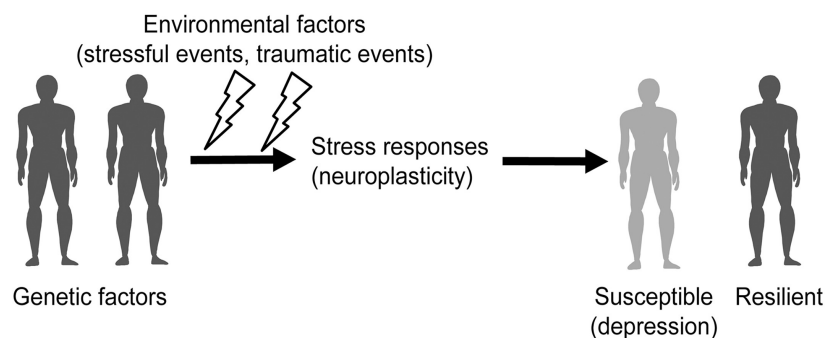 Environmental factors
(stressful events, traumatic events)
Stress responses
(neuroplasticity)
Genetic factors
Susceptible
(depression)
Resilient